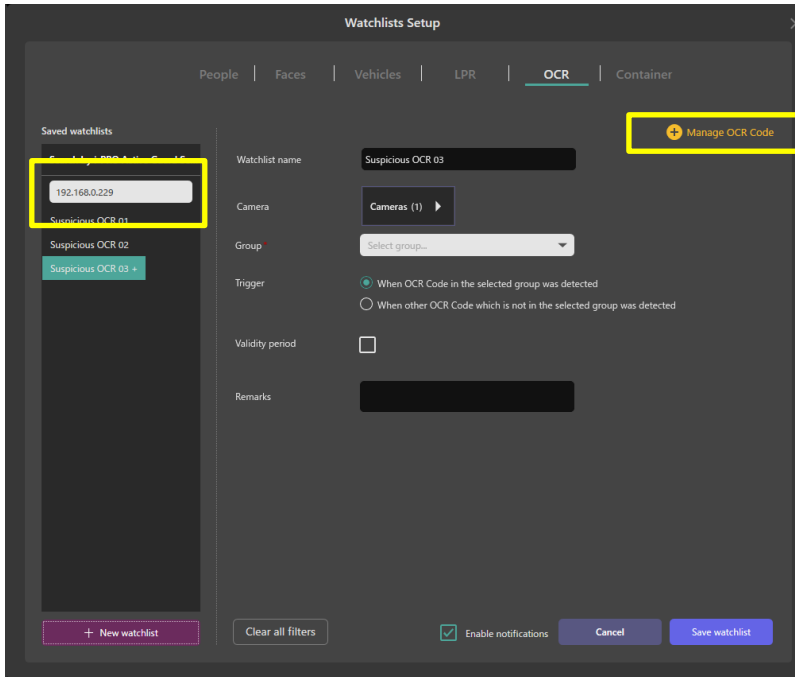 Watchlists Setup
People
Faces
Vehicles
LPR
OCR
Container
Saved watchlists
Manage OCR Code
192.168.0.229
Suspicious OCR 01
Suspicious OCR 02
Suspicious OCR 03 +
+ New watchlist
Watchlist name
Suspicious OCR 03
Camera
Cameras (1)
Group *
Select group...
Trigger
When OCR Code in the selected group was detected
When other OCR Code which is not in the selected group was detected
Validity period
Remarks
Clear all filters
Enable notifications
Cancel
Save watchlist